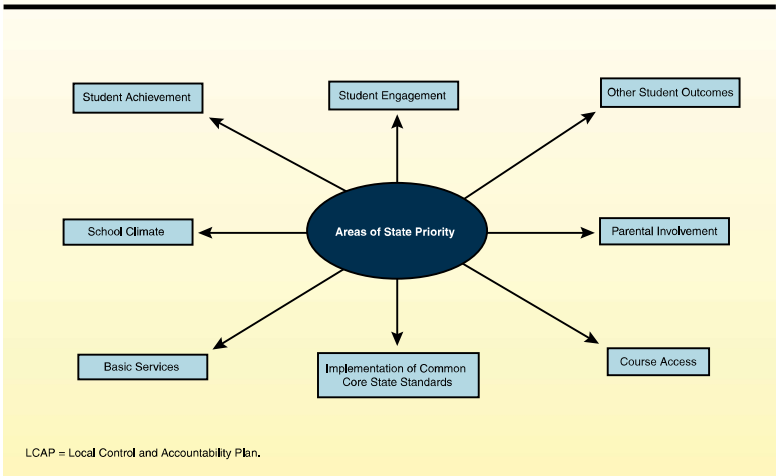 Student Achievement
Student Engagement
Other Student Outcomes
School Climate
Areas of State Priority
Parental Involvement
Basic Services
Implementation of Common
Core State Standards
Course Access
LCAP = Local Control and Accountability Plan.